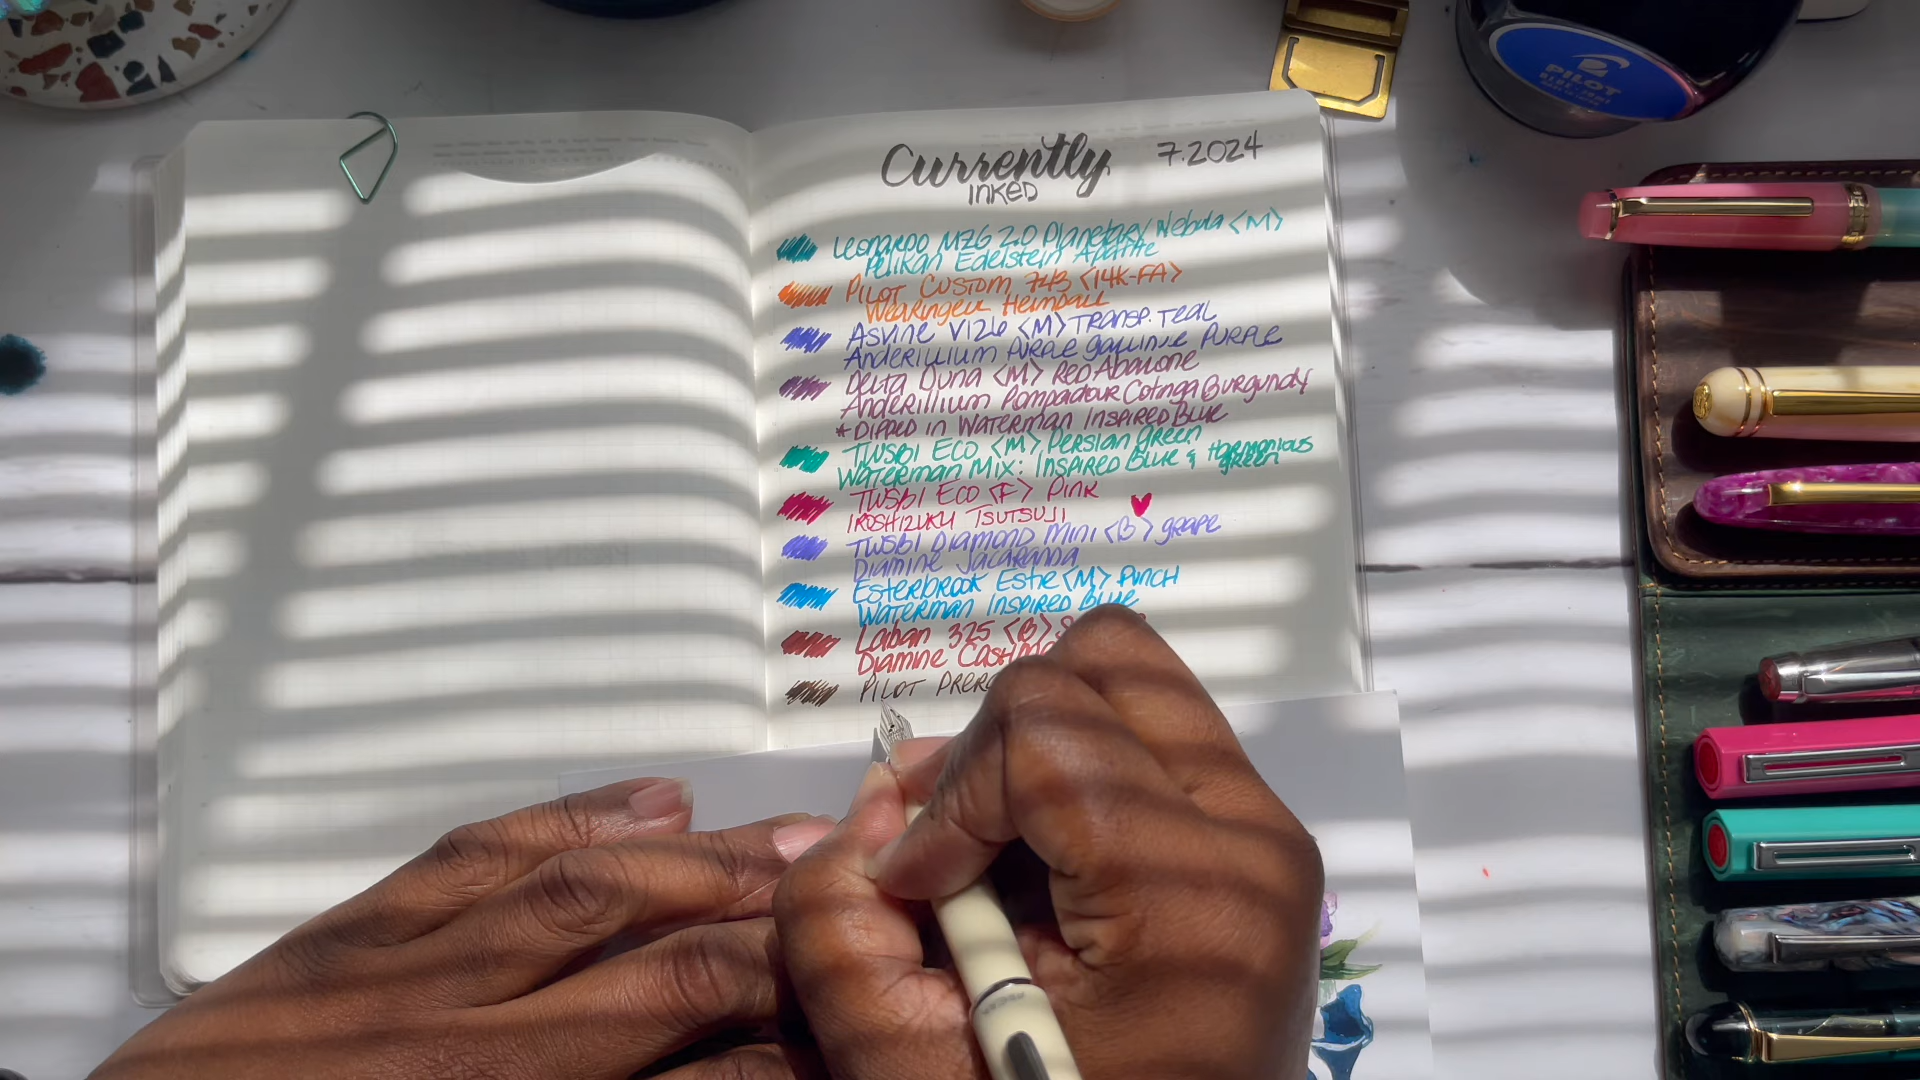 Currently
INKED
7.2024
Leonardo MZG 2.0 Planetary Nebula <M>
Pelikan Edelstein Apatite
PILOT CUSTOM 743 <14K-FA>
Wearingeul Heimdall
Asvine V126 <M> Transp. Teal
Anderillium Purple Gallinule Purple
Delta Duna <M> Red Abalone
Anderillium Pompadour Cotinga Burgundy
*Dipped in Waterman Inspired Blue
TWSBI ECO <M> Persian Green
Waterman Mix: Inspired Blue & Harmonious Green
TWSBI ECO <F> Pink
IROSHIZUKU TSUTSUJI
TWSBI Diamond Mini <B> grape
Diamine Jacaranda
Esterbrook Estie <M> Punch
Waterman Inspired Blue
Laban 325 <B>
Diamine
PILOT
PILOT